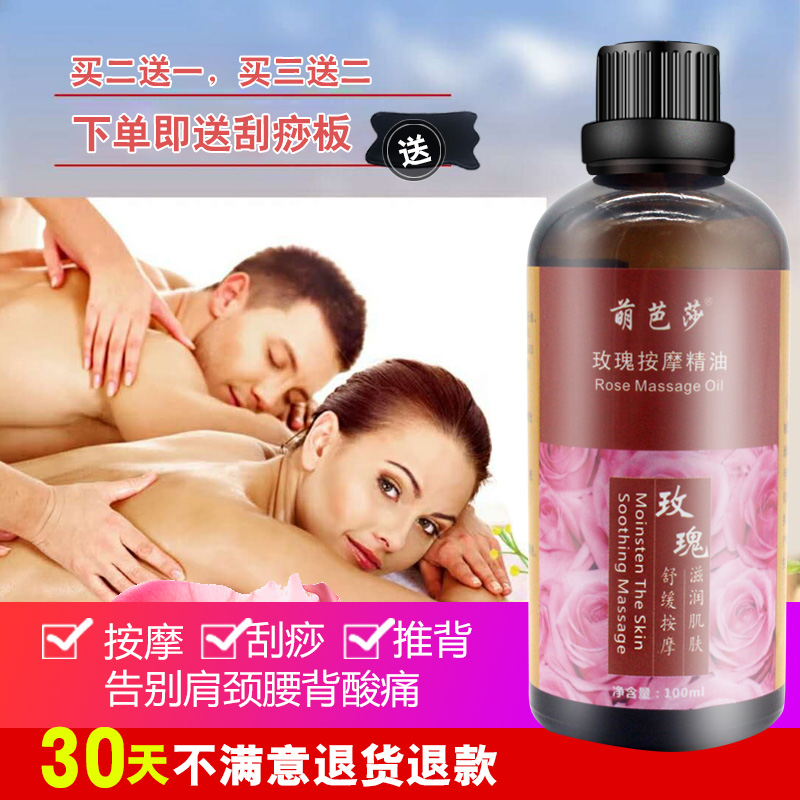 买二送一，买三送二
下单即送刮痧板
送
萌芭莎®
玫瑰按摩精油
Rose Massage Oil
玫瑰
Moinsten The Skin
Soothing Massage
滋润肌肤
舒缓按摩
净含量：100ml
按摩 刮痧 推背
告别肩颈腰背酸痛
30天不满意退货退款